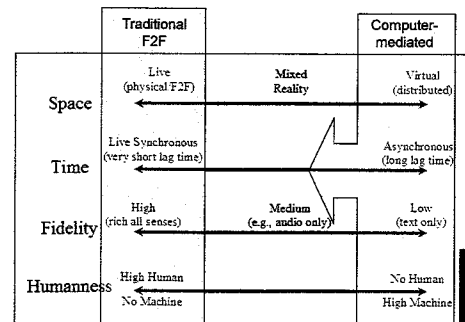 Traditional
F2F
Computer-
mediated
Live
(physical F2F)
Mixed
Reality
Virtual
(distributed)
Space
Live Synchronous
(very short lag time)
Asynchronous
(long lag time)
Time
High
(rich all senses)
Medium
(e.g., audio only)
Low
(text only)
Fidelity
High Human
No Machine
No Human
High Machine
Humanness